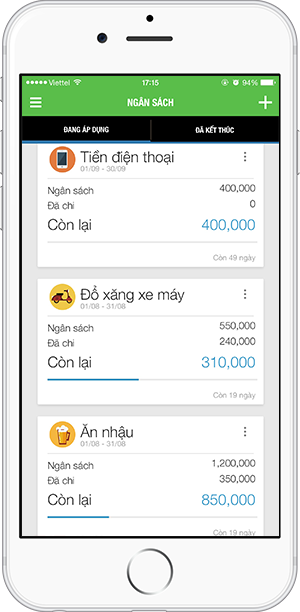 Viettel 17:15 94%
NGÂN SÁCH
ĐANG ÁP DỤNG ĐÃ KẾT THÚC
Tiền điện thoại
01/09 - 30/09
Ngân sách 400,000
Đã chi 0
Còn lại 400,000
Còn 49 ngày
Đổ xăng xe máy
01/08 - 31/08
Ngân sách 550,000
Đã chi 240,000
Còn lại 310,000
Còn 19 ngày
Ăn nhậu
01/08 - 31/08
Ngân sách 1,200,000
Đã chi 350,000
Còn lại 850,000
Còn 19 ngày